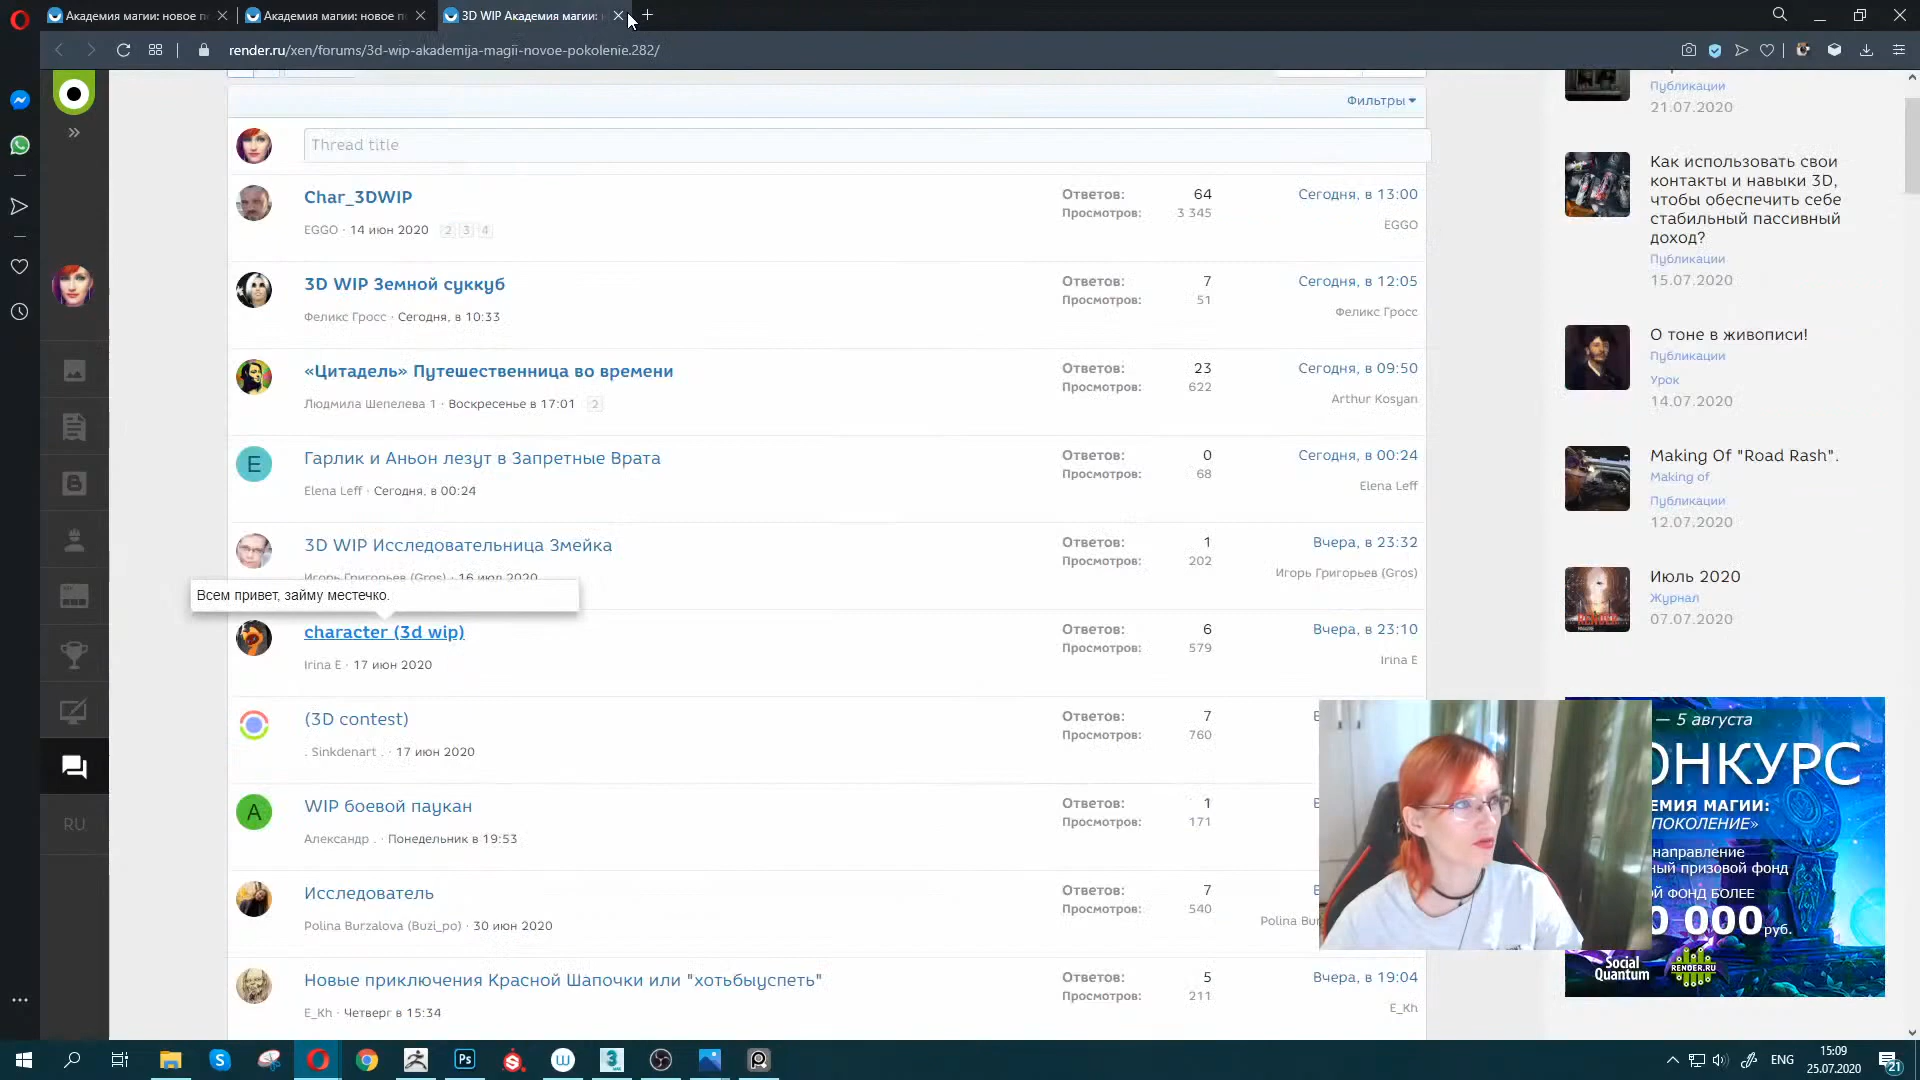 Академия магии: новое п
Академия магии: новое п
3D WIP Академия магии:
render.ru/xen/forums/3d-wip-akademija-magii-novoe-pokolenie.282/
Фильтры
Thread title
Char_3DWIP
EGGO · 14 июн 2020 2 3 4
Ответов: 64
Просмотров: 3 345
Сегодня, в 13:00
EGGO
3D WIP Земной суккуб
Феликс Гросс · Сегодня, в 10:33
Ответов: 7
Просмотров: 51
Сегодня, в 12:05
Феликс Гросс
«Цитадель» Путешественница во времени
Людмила Шепелева 1 · Воскресенье в 17:01 2
Ответов: 23
Просмотров: 622
Сегодня, в 09:50
Arthur Kosyan
E
Гарлик и Аньон лезут в Запретные Врата
Elena Leff · Сегодня, в 00:24
Ответов: 0
Просмотров: 68
Сегодня, в 00:24
Elena Leff
3D WIP Исследовательница Змейка
Игорь Григорьев (Gros) · 16 июл 2020
Ответов: 1
Просмотров: 202
Вчера, в 23:32
Игорь Григорьев (Gros)
Всем привет, займу местечко.
character (3d wip)
Irina E · 17 июн 2020
Ответов: 6
Просмотров: 579
Вчера, в 23:10
Irina E
(3D contest)
. Sinkdenart . · 17 июн 2020
Ответов: 7
Просмотров: 760
A
WIP боевой паукан
Александр . · Понедельник в 19:53
Ответов: 1
Просмотров: 171
Исследователь
Polina Burzalova (Buzi_po) · 30 июн 2020
Ответов: 7
Просмотров: 540
Polina Bur
Новые приключения Красной Шапочки или "хотьбыуспеть"
E_Kh · Четверг в 15:34
Ответов: 5
Просмотров: 211
Вчера, в 19:04
E_Kh
RU
Публикации
21.07.2020
Как использовать свои
контакты и навыки 3D,
чтобы обеспечить себе
стабильный пассивный
доход?
Публикации
15.07.2020
О тоне в живописи!
Публикации
Урок
14.07.2020
Making Of "Road Rash".
Making of
Публикации
12.07.2020
Июль 2020
Журнал
07.07.2020
— 5 августа
ОНКУРС
ЕМИЯ МАГИИ:
ПОКОЛЕНИЕ»
направление
ный призовой фонд
Й ФОНД БОЛЕЕ
0 000 руб.
Social
Quantum
RENDER.RU
ENG
15:09
25.07.2020
21